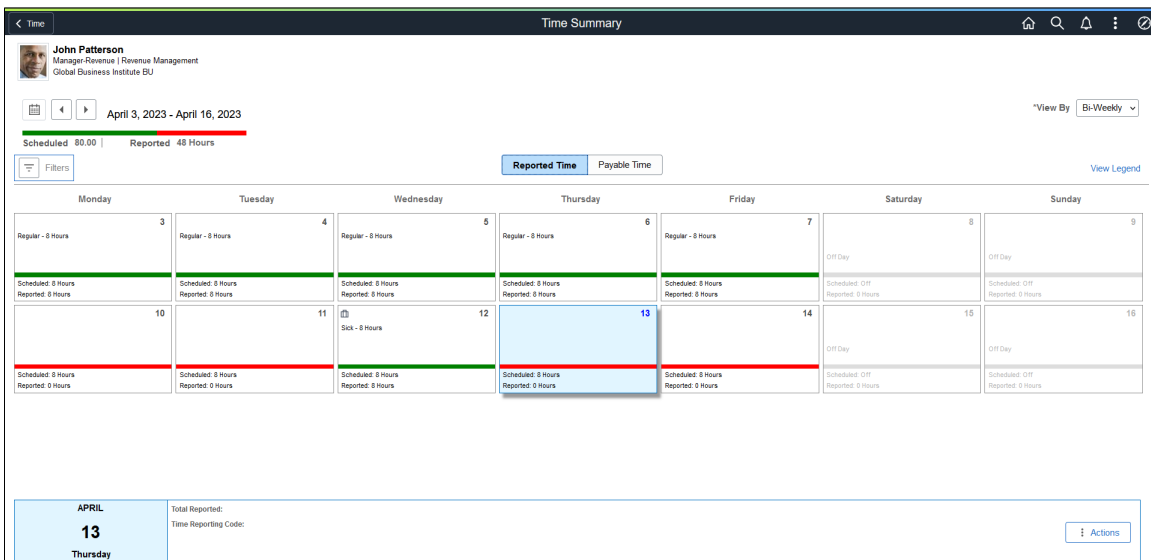 Time
Time Summary
John Patterson
Manager-Revenue | Revenue Management
Global Business Institute BU
April 3, 2023 - April 16, 2023
*View By Bi-Weekly
Scheduled 80.00 | Reported 48 Hours
Filters
Reported Time Payable Time
View Legend
Monday Tuesday Wednesday Thursday Friday Saturday Sunday
3 4 5 6 7 8 9
Regular - 8 Hours Regular - 8 Hours Regular - 8 Hours Regular - 8 Hours Regular - 8 Hours
Off Day Off Day
Scheduled: 8 Hours Scheduled: 8 Hours Scheduled: 8 Hours Scheduled: 8 Hours Scheduled: 8 Hours Scheduled: Off Scheduled: Off
Reported: 8 Hours Reported: 8 Hours Reported: 8 Hours Reported: 8 Hours Reported: 8 Hours Reported: 0 Hours Reported: 0 Hours
10 11 12 13 14 15 16
Sick - 8 Hours
Off Day Off Day
Scheduled: 8 Hours Scheduled: 8 Hours Scheduled: 8 Hours Scheduled: 8 Hours Scheduled: 8 Hours Scheduled: Off Scheduled: Off
Reported: 0 Hours Reported: 0 Hours Reported: 8 Hours Reported: 0 Hours Reported: 0 Hours Reported: 0 Hours Reported: 0 Hours
APRIL
13
Thursday
Total Reported:
Time Reporting Code:
Actions